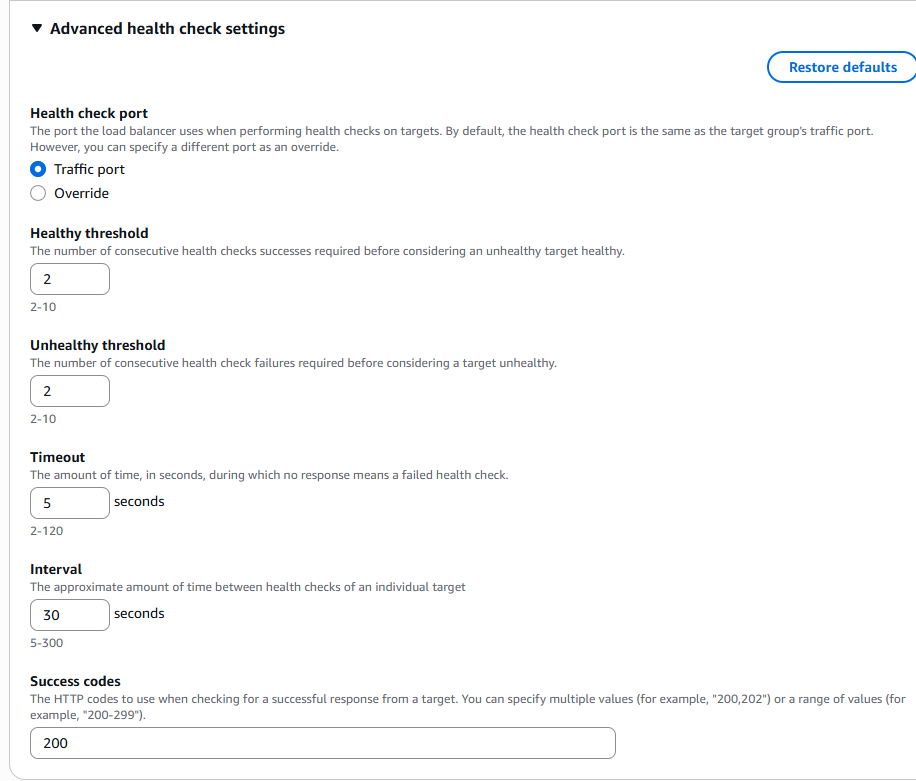 Advanced health check settings
Restore defaults
Health check port
The port the load balancer uses when performing health checks on targets. By default, the health check port is the same as the target group's traffic port.
However, you can specify a different port as an override.
Traffic port
Override
Healthy threshold
The number of consecutive health checks successes required before considering an unhealthy target healthy.
2
2-10
Unhealthy threshold
The number of consecutive health check failures required before considering a target unhealthy.
2
2-10
Timeout
The amount of time, in seconds, during which no response means a failed health check.
5 seconds
2-120
Interval
The approximate amount of time between health checks of an individual target
30 seconds
5-300
Success codes
The HTTP codes to use when checking for a successful response from a target. You can specify multiple values (for example, "200,202") or a range of values (for
example, "200-299").
200